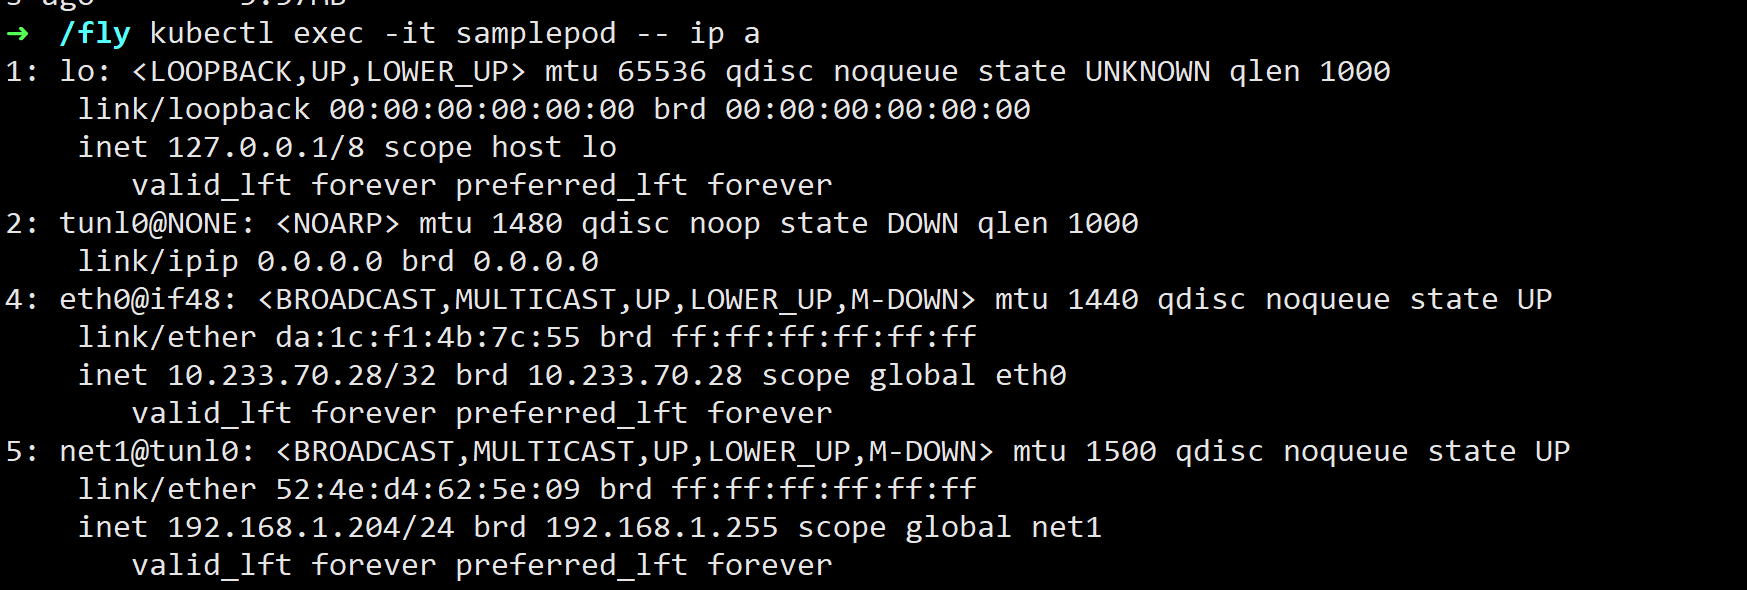 s ago 9.57MB
➜ /fly kubectl exec -it samplepod -- ip a
1: lo: <LOOPBACK,UP,LOWER_UP> mtu 65536 qdisc noqueue state UNKNOWN qlen 1000
link/loopback 00:00:00:00:00:00 brd 00:00:00:00:00:00
inet 127.0.0.1/8 scope host lo
valid_lft forever preferred_lft forever
2: tunl0@NONE: <NOARP> mtu 1480 qdisc noop state DOWN qlen 1000
link/ipip 0.0.0.0 brd 0.0.0.0
4: eth0@if48: <BROADCAST,MULTICAST,UP,LOWER_UP,M-DOWN> mtu 1440 qdisc noqueue state UP
link/ether da:1c:f1:4b:7c:55 brd ff:ff:ff:ff:ff:ff
inet 10.233.70.28/32 brd 10.233.70.28 scope global eth0
valid_lft forever preferred_lft forever
5: net1@tunl0: <BROADCAST,MULTICAST,UP,LOWER_UP,M-DOWN> mtu 1500 qdisc noqueue state UP
link/ether 52:4e:d4:62:5e:09 brd ff:ff:ff:ff:ff:ff
inet 192.168.1.204/24 brd 192.168.1.255 scope global net1
valid_lft forever preferred_lft forever